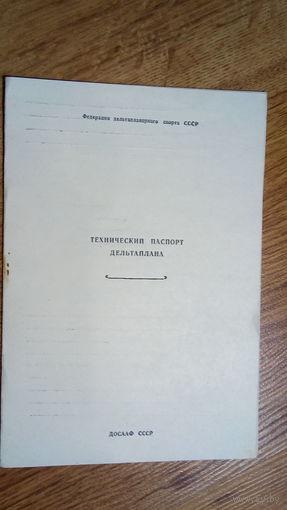 Федерация дельтапланерного спорта СССР
ТЕХНИЧЕСКИЙ ПАСПОРТ
ДЕЛЬТАПЛАНА
ДОСААФ СССР